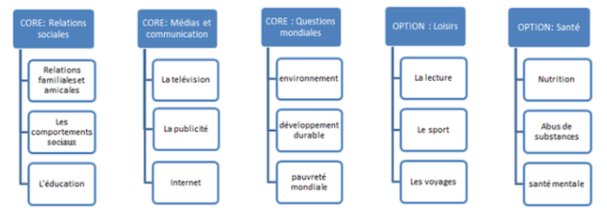 CORE: Relations
sociales
Relations
familiales et
amicales
Les
comportements
sociaux
L'éducation
CORE: Médias et
communication
La télévision
La publicité
Internet
CORE : Questions
mondiales
environnement
développement
durable
pauvreté
mondiale
OPTION : Loisirs
La lecture
Le sport
Les voyages
OPTION: Santé
Nutrition
Abus de
substances
santé mentale